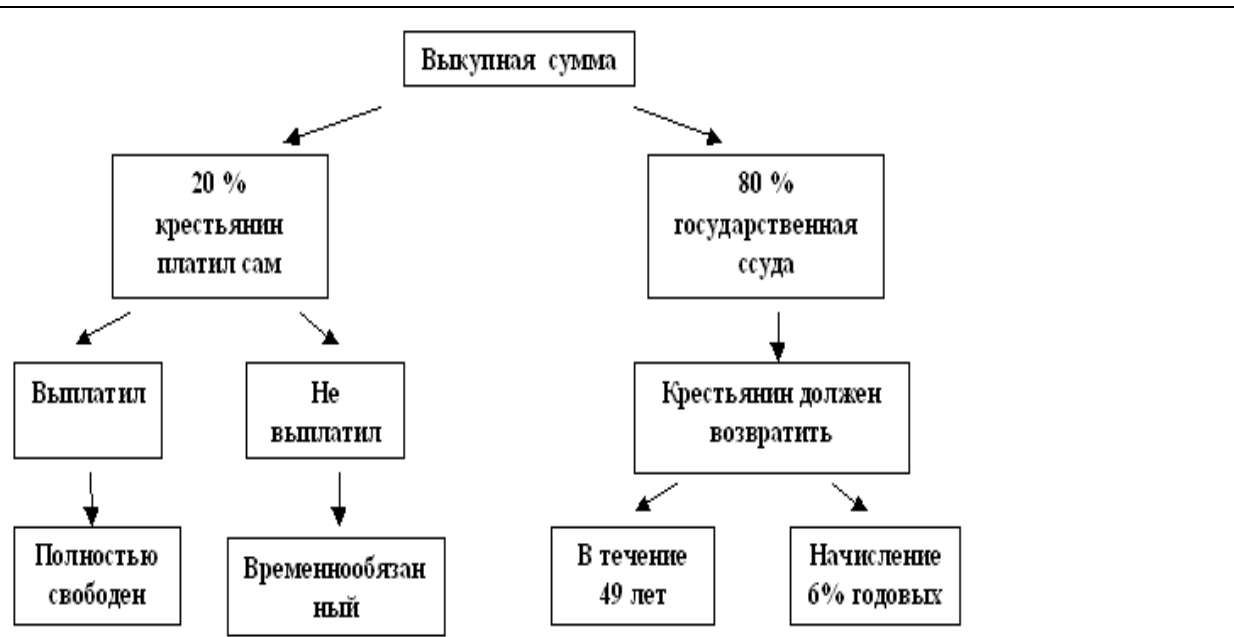 Выкупная сумма
20 %
крестьянин
платил сам
80 %
государственная
ссуда
Выплатил
Не
выплатил
Крестьянин должен
возвратить
Полностью
свободен
Временнообязан
ный
В течение
49 лет
Начисление
6% годовых